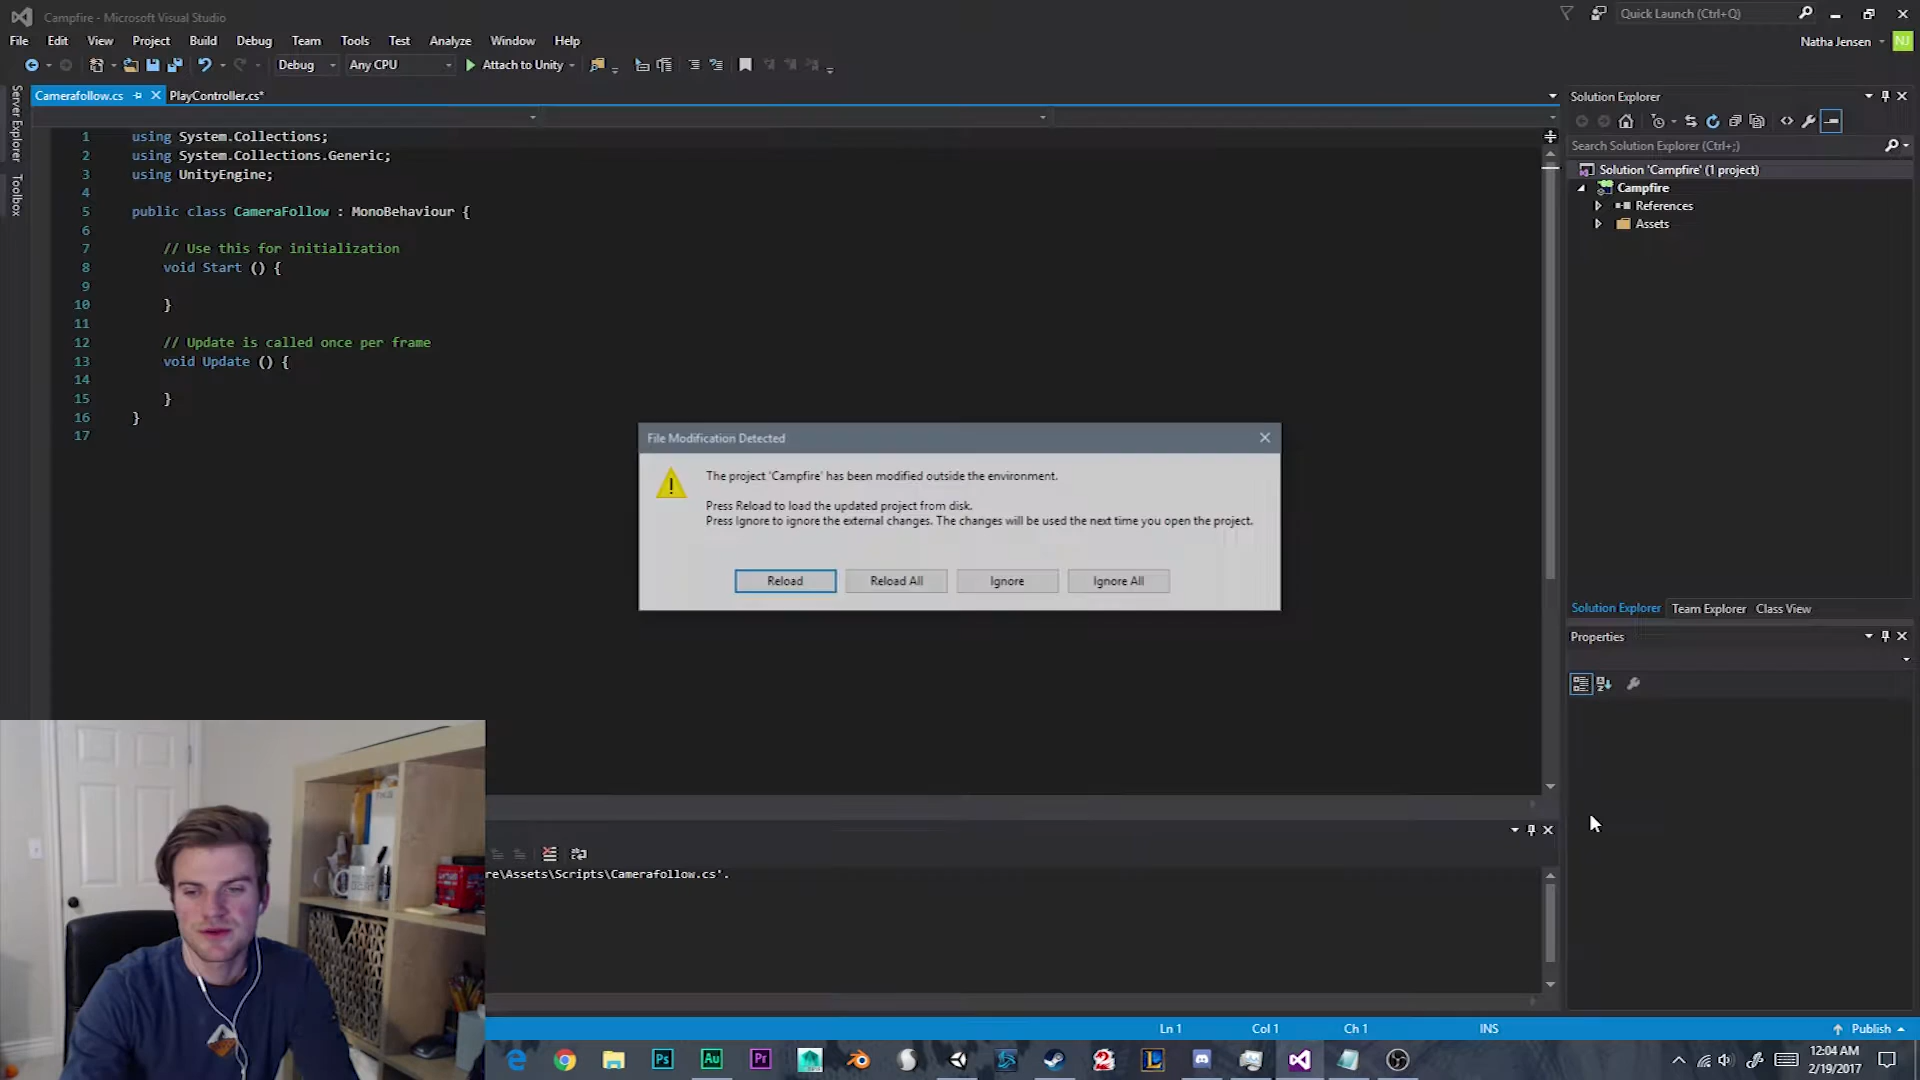 Campfire - Microsoft Visual Studio
Quick Launch (Ctrl+Q)
File Edit View Project Build Debug Team Tools Test Analyze Window Help
Natha Jensen NJ
Debug Any CPU Attach to Unity
Server Explorer
Toolbox
Camerafollow.cs PlayController.cs*
1 using System.Collections;
2 using System.Collections.Generic;
3 using UnityEngine;
4
5 public class CameraFollow : MonoBehaviour {
6
7 // Use this for initialization
8 void Start () {
9
10 }
11
12 // Update is called once per frame
13 void Update () {
14
15 }
16 }
17
File Modification Detected
The project 'Campfire' has been modified outside the environment.
Press Reload to load the updated project from disk.
Press Ignore to ignore the external changes. The changes will be used the next time you open the project.
Reload Reload All Ignore Ignore All
Solution Explorer
Search Solution Explorer (Ctrl+;)
Solution 'Campfire' (1 project)
Campfire
References
Assets
Solution Explorer Team Explorer Class View
Properties
re\Assets\Scripts\Camerafollow.cs'.
Ln 1 Col 1 Ch 1 INS Publish
Ps Au Pr
12:04 AM
2/19/2017